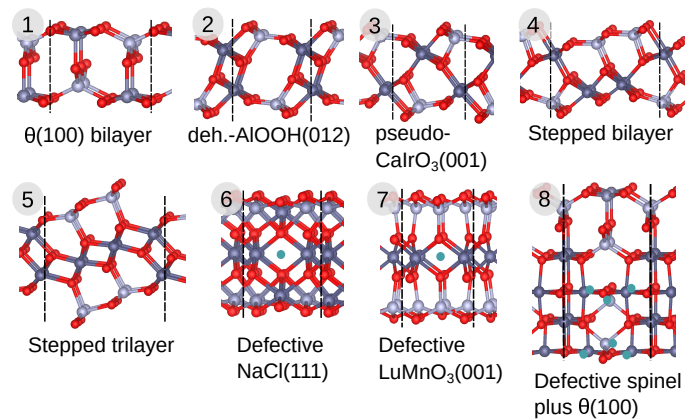 1
2
3
4
θ(100) bilayer
deh.-AlOOH(012)
pseudo-
CaIrO₃(001)
Stepped bilayer
5
6
7
8
Stepped trilayer
Defective
NaCl(111)
Defective
LuMnO₃(001)
Defective spinel
plus θ(100)